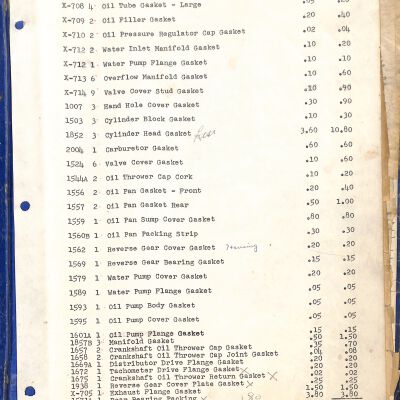 X-708 4 Oil Tube Gasket - Large .05 .20
X-709 2 Oil Filler Gasket .20 .40
X-710 2 Oil Pressure Regulator Cap Gasket .02 .04
X-712 2 Water Inlet Manifold Gasket .10 .20
X-712 1 Water Pump Flange Gasket .10 .10
X-713 6 Overflow Manifold Gasket .10 .60
X-714 9 Valve Cover Stud Gasket .10 .90
1007 3 Hand Hole Cover Gasket .30 .90
1503 3 Cylinder Block Gasket .10 .30
1852 3 Cylinder Head Gasket 3.60 10.80
2004 1 Carburetor Gasket .60 .60
1524 6 Valve Cover Gasket .10 .60
1544A 2 Oil Thrower Cap Cork .10 .20
1556 2 Oil Pan Gasket - Front .20 .40
1557 2 Oil Pan Gasket Rear .50 1.00
1559 1 Oil Pan Sump Cover Gasket .80 .80
1560B 1 Oil Pan Packing Strip .30 .30
1562 1 Reverse Gear Cover Gasket .20 .20
1569 1 Reverse Gear Bearing Gasket .15 .15
1579 1 Water Pump Cover Gasket .20 .20
1589 1 Water Pump Flange Gasket .05 .05
1593 1 Oil Pump Body Gasket .05 .05
1595 1 Oil Pump Cover Gasket .05 .05
1601A 1 Oil Pump Flange Gasket .15 .15
1857B 3 Manifold Gasket .50 1.50
1657 2 Crankshaft Oil Thrower Cap Gasket .35 .70
1658 2 Crankshaft Oil Thrower Cap Joint Gasket .04 .08
1669A 1 Distributor Drive Flange Gasket .20 .20
1672 1 Tachometer Drive Flange Gasket X .20 .20
1675 1 Crankshaft Oil Thrower Return Gasket X .02 .02
1938 1 Reverse Gear Cover Plate Gasket X .25 .25
X-705 1 Exhaust Flange Gasket 1.50 1.50
Packing X 180 3.80 3.80